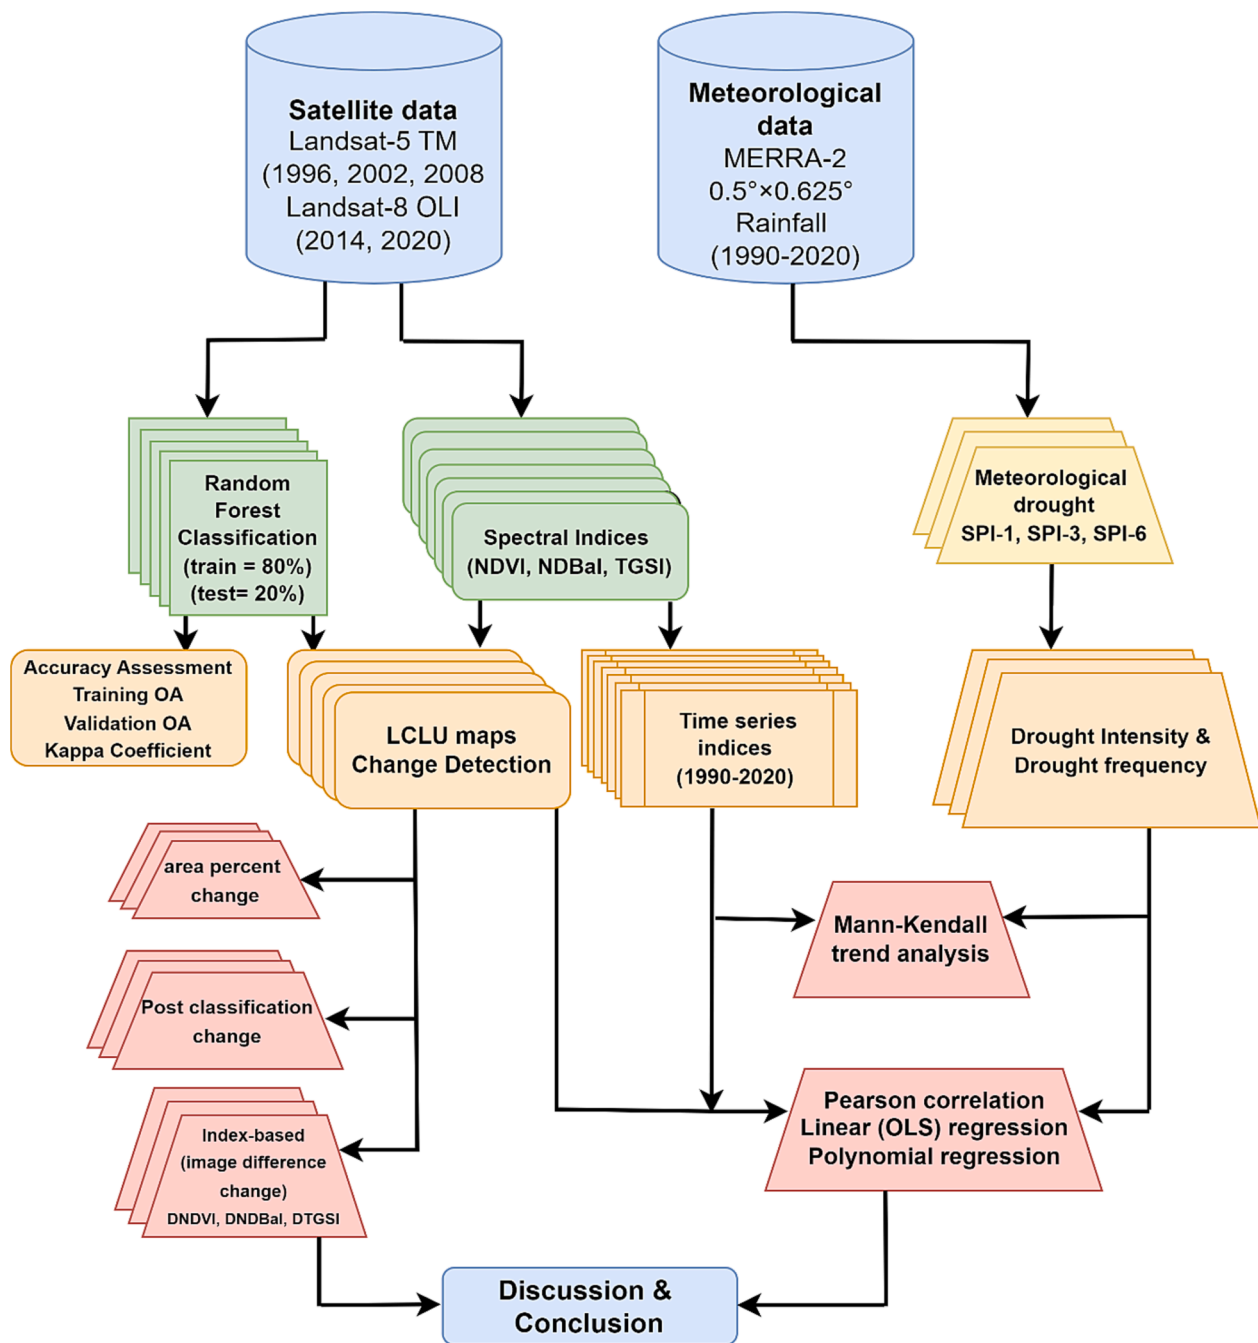 Satellite data
Landsat-5 TM
(1996, 2002, 2008
Landsat-8 OLI
(2014, 2020)
Meteorological
data
MERRA-2
0.5°×0.625°
Rainfall
(1990-2020)
Random
Forest
Classification
(train = 80%)
(test= 20%)
Spectral Indices
(NDVI, NDBaI, TGSI)
Meteorological
drought
SPI-1, SPI-3, SPI-6
Accuracy Assessment
Training OA
Validation OA
Kappa Coefficient
LCLU maps
Change Detection
Time series
indices
(1990-2020)
Drought Intensity &
Drought frequency
area percent
change
Mann-Kendall
trend analysis
Post classification
change
Index-based
(image difference
change)
DNDVI, DNDBaI, DTGSI
Pearson correlation
Linear (OLS) regression
Polynomial regression
Discussion &
Conclusion